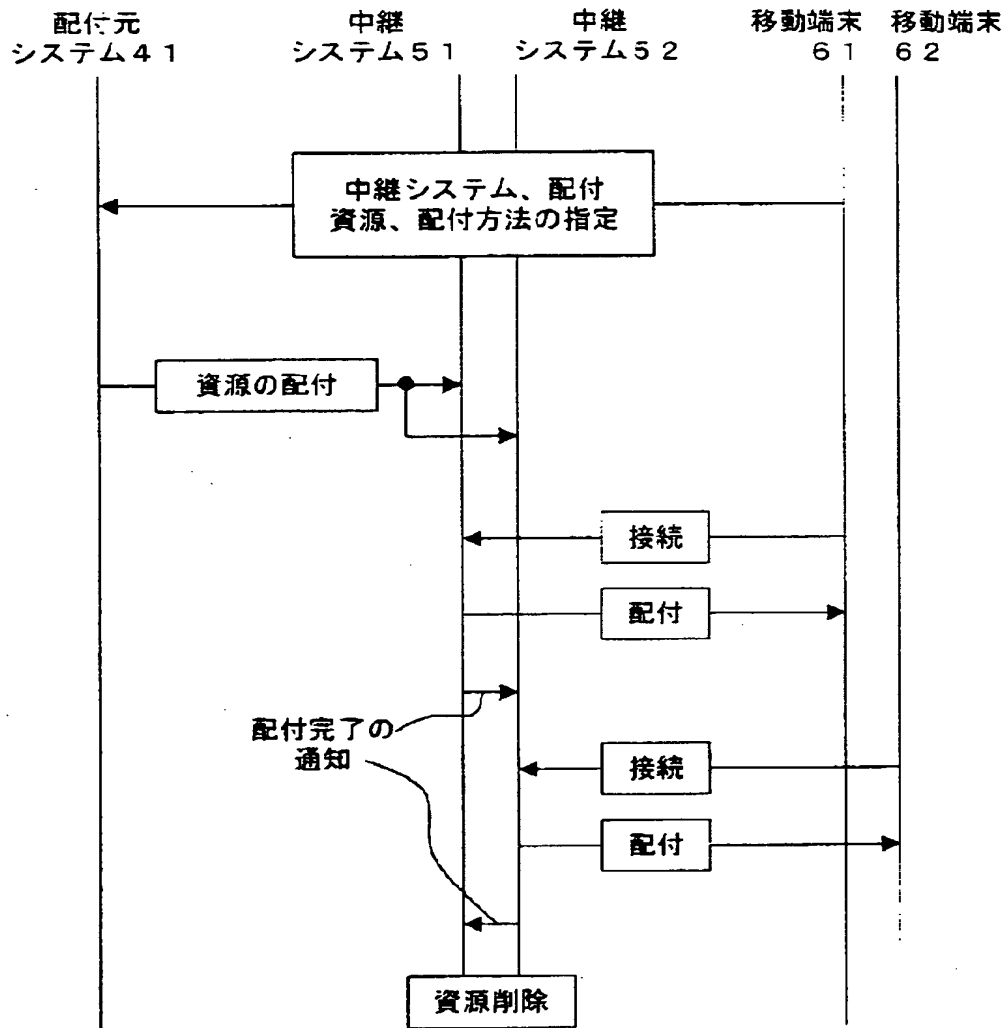 配付元
システム41
中継
システム51
中継
システム52
移動端末
61
移動端末
62
中継システム、配付
資源、配付方法の指定
資源の配付
接続
配付
配付完了の
通知
接続
配付
資源削除